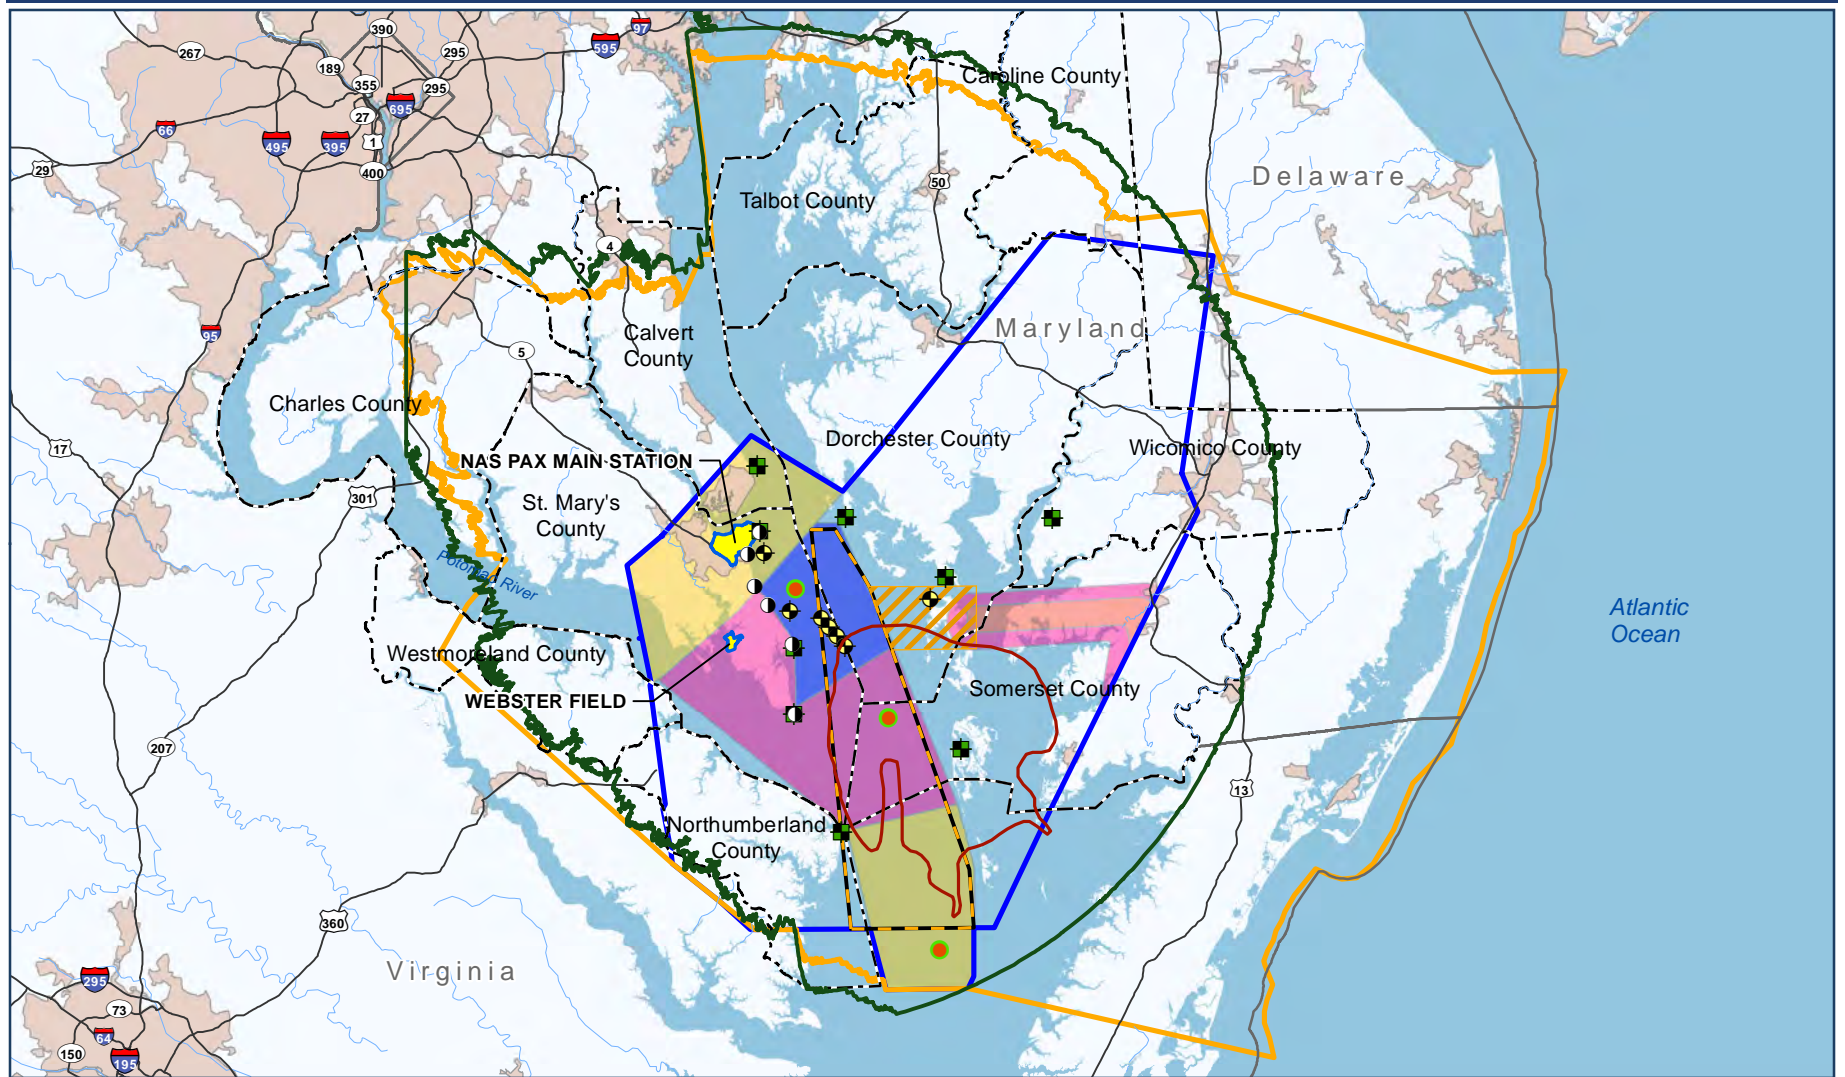 390
97
595
267
295
189
355
295
695
27
66
1
495
395
29
400
Caroline County
Delaware
50
Talbot County
4
95
Calvert
County
Maryland
5
Charles County
Dorchester County
Wicomico County
17
NAS PAX MAIN STATION
301
St. Mary's
County
Potomac River
Atlantic
Ocean
Westmoreland County
Somerset County
WEBSTER FIELD
207
13
Northumberland
County
360
Virginia
295
73
64
150
195